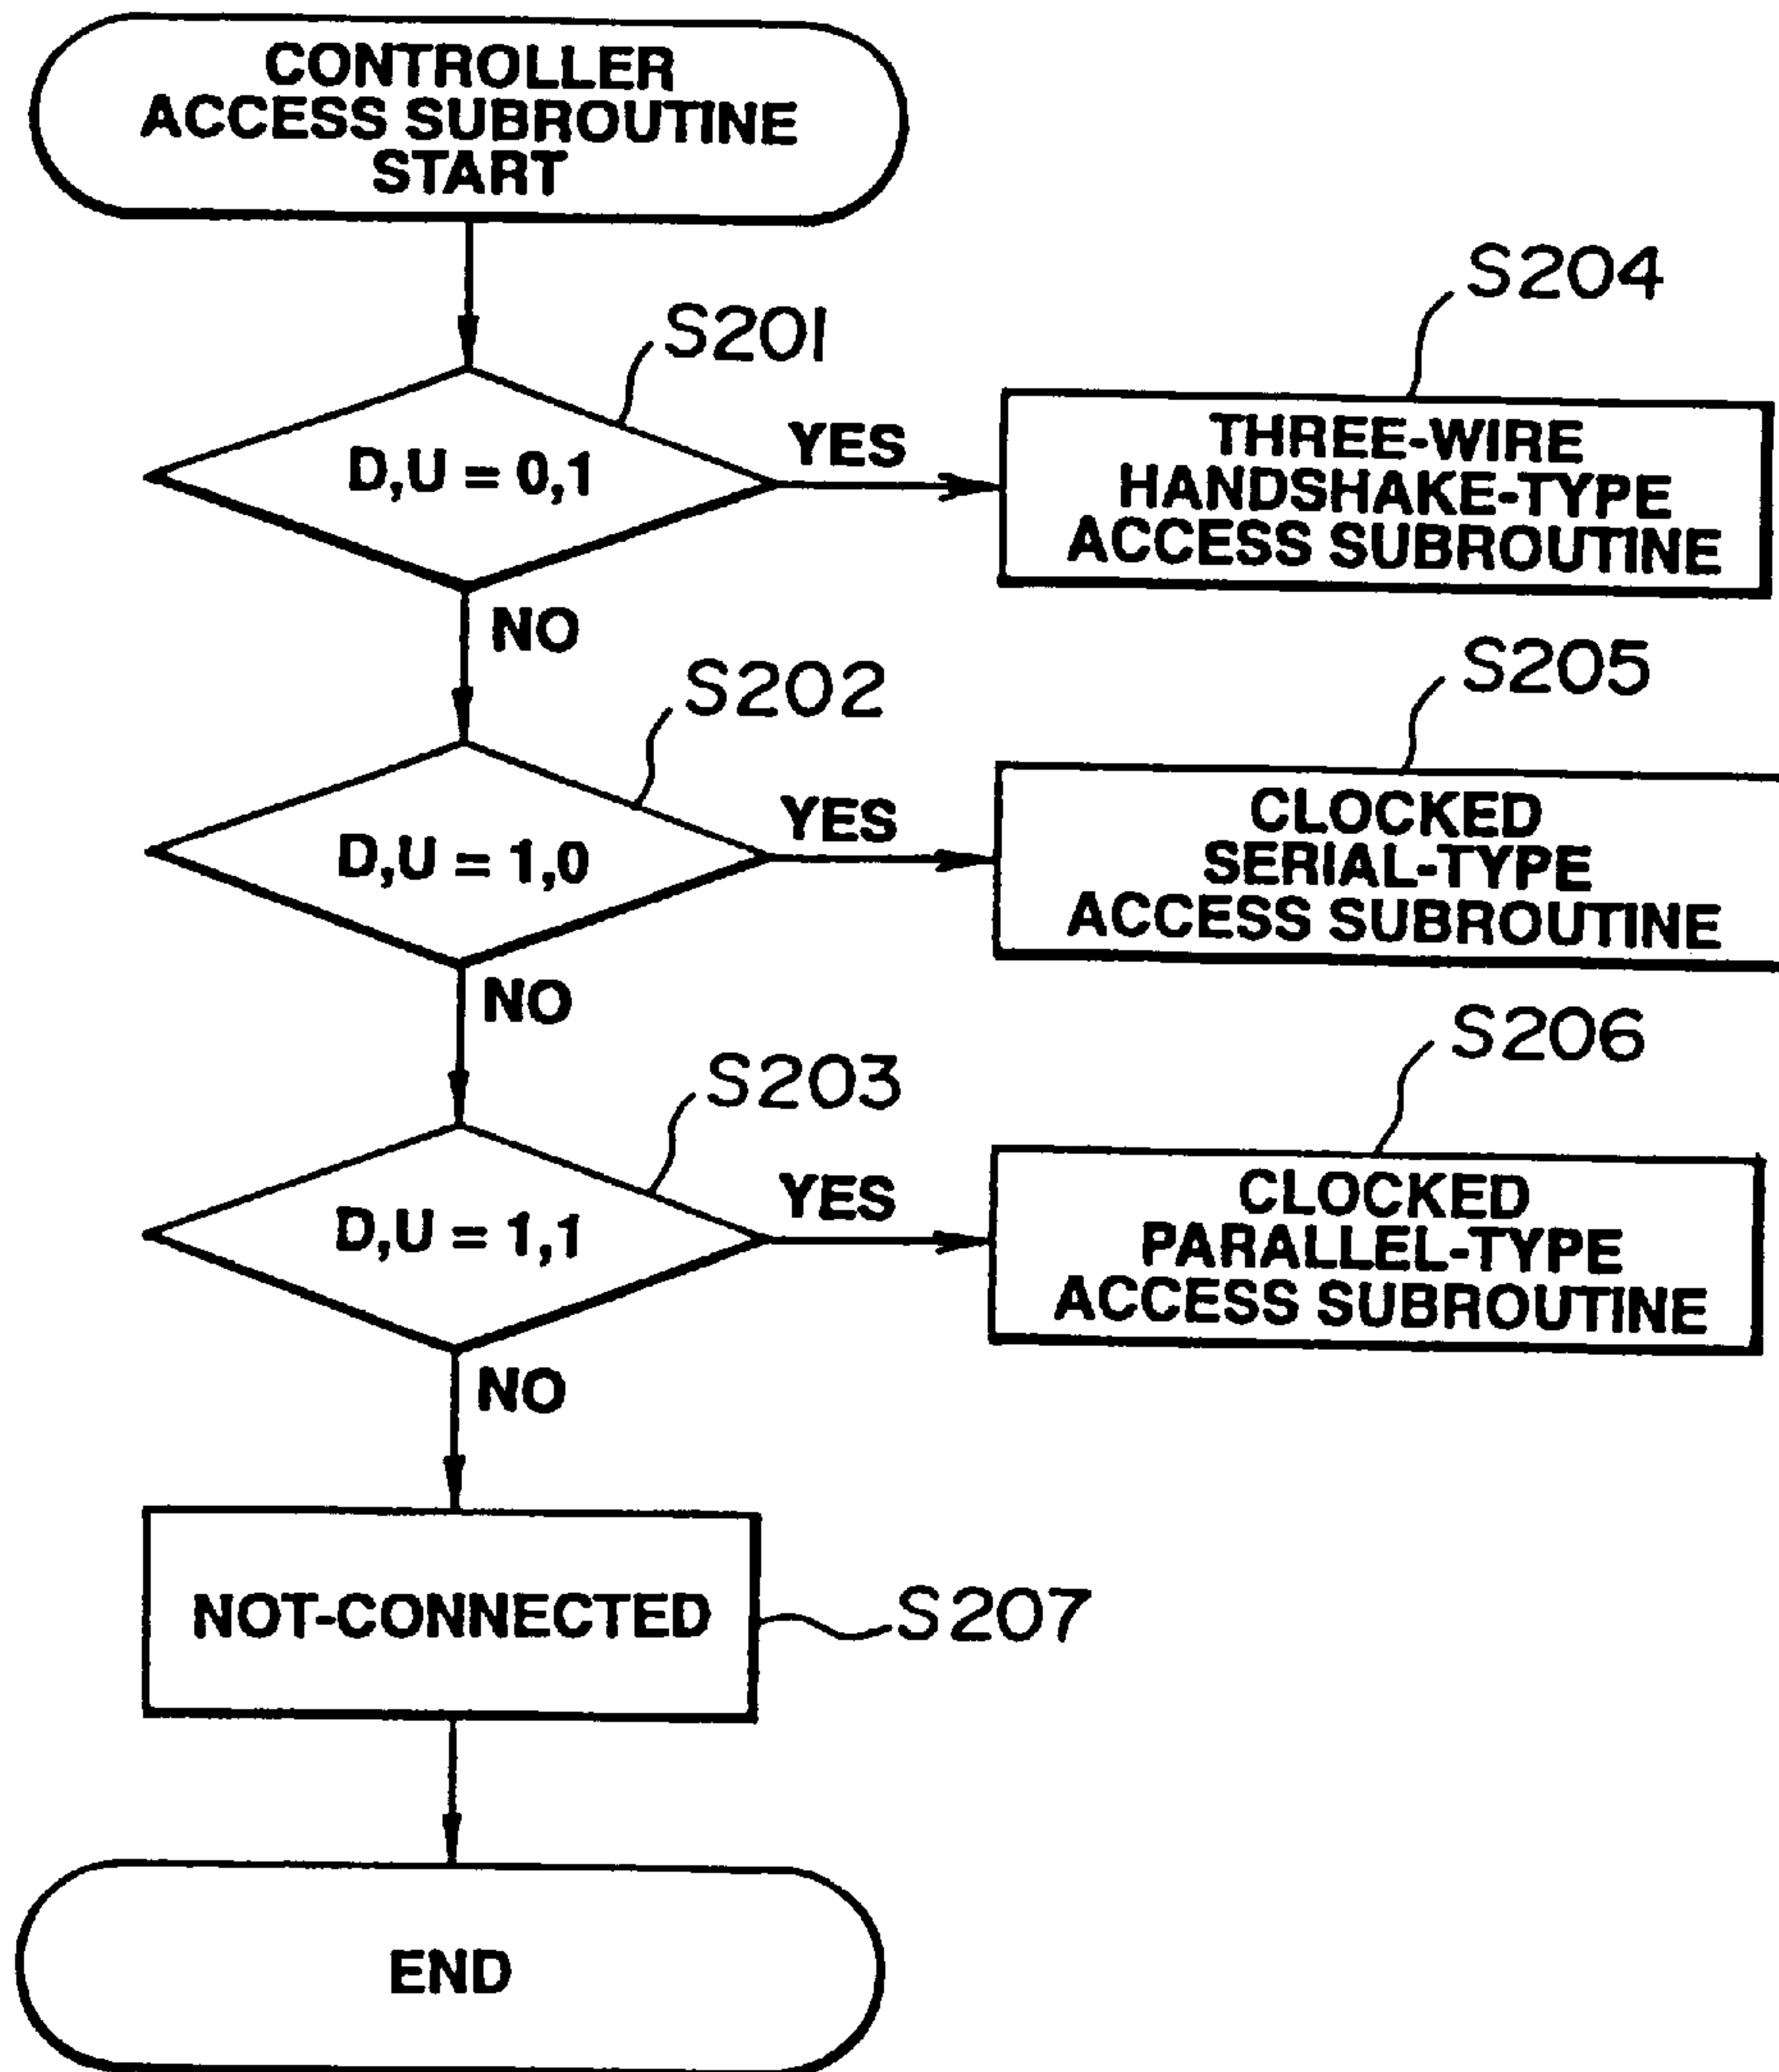 CONTROLLER
ACCESS SUBROUTINE
START
S201
D,U = 0,1
YES
S204
THREE-WIRE
HANDSHAKE-TYPE
ACCESS SUBROUTINE
NO
S202
D,U = 1,0
YES
S205
CLOCKED
SERIAL-TYPE
ACCESS SUBROUTINE
NO
S203
D,U = 1,1
YES
S206
CLOCKED
PARALLEL-TYPE
ACCESS SUBROUTINE
NO
NOT-CONNECTED
S207
END